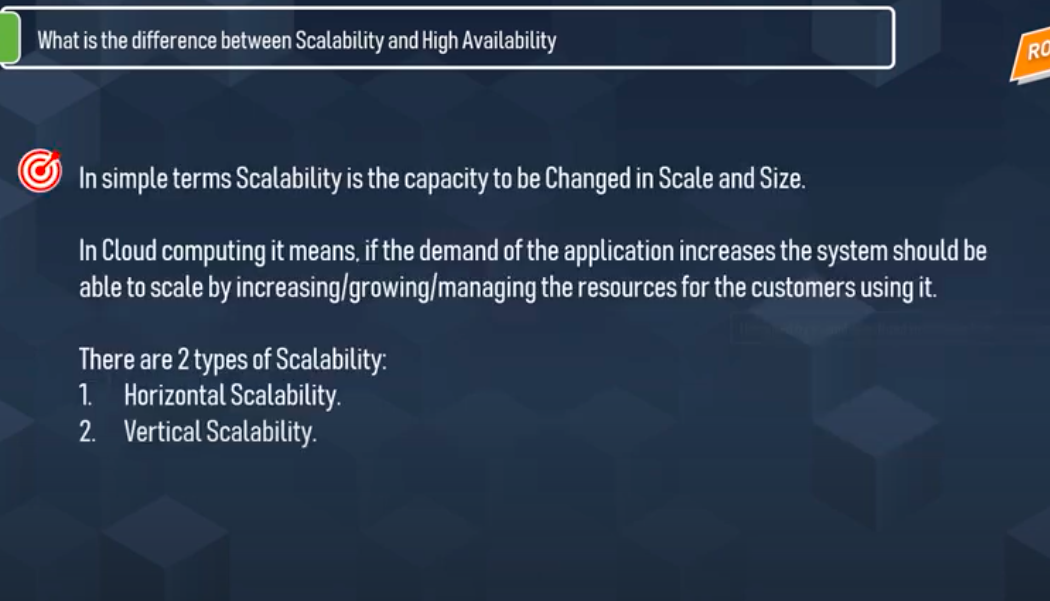 What is the difference between Scalability and High Availability
RO
In simple terms Scalability is the capacity to be Changed in Scale and Size.
In Cloud computing it means, if the demand of the application increases the system should be
able to scale by increasing/growing/managing the resources for the customers using it.
There are 2 types of Scalability:
1. Horizontal Scalability.
2. Vertical Scalability.